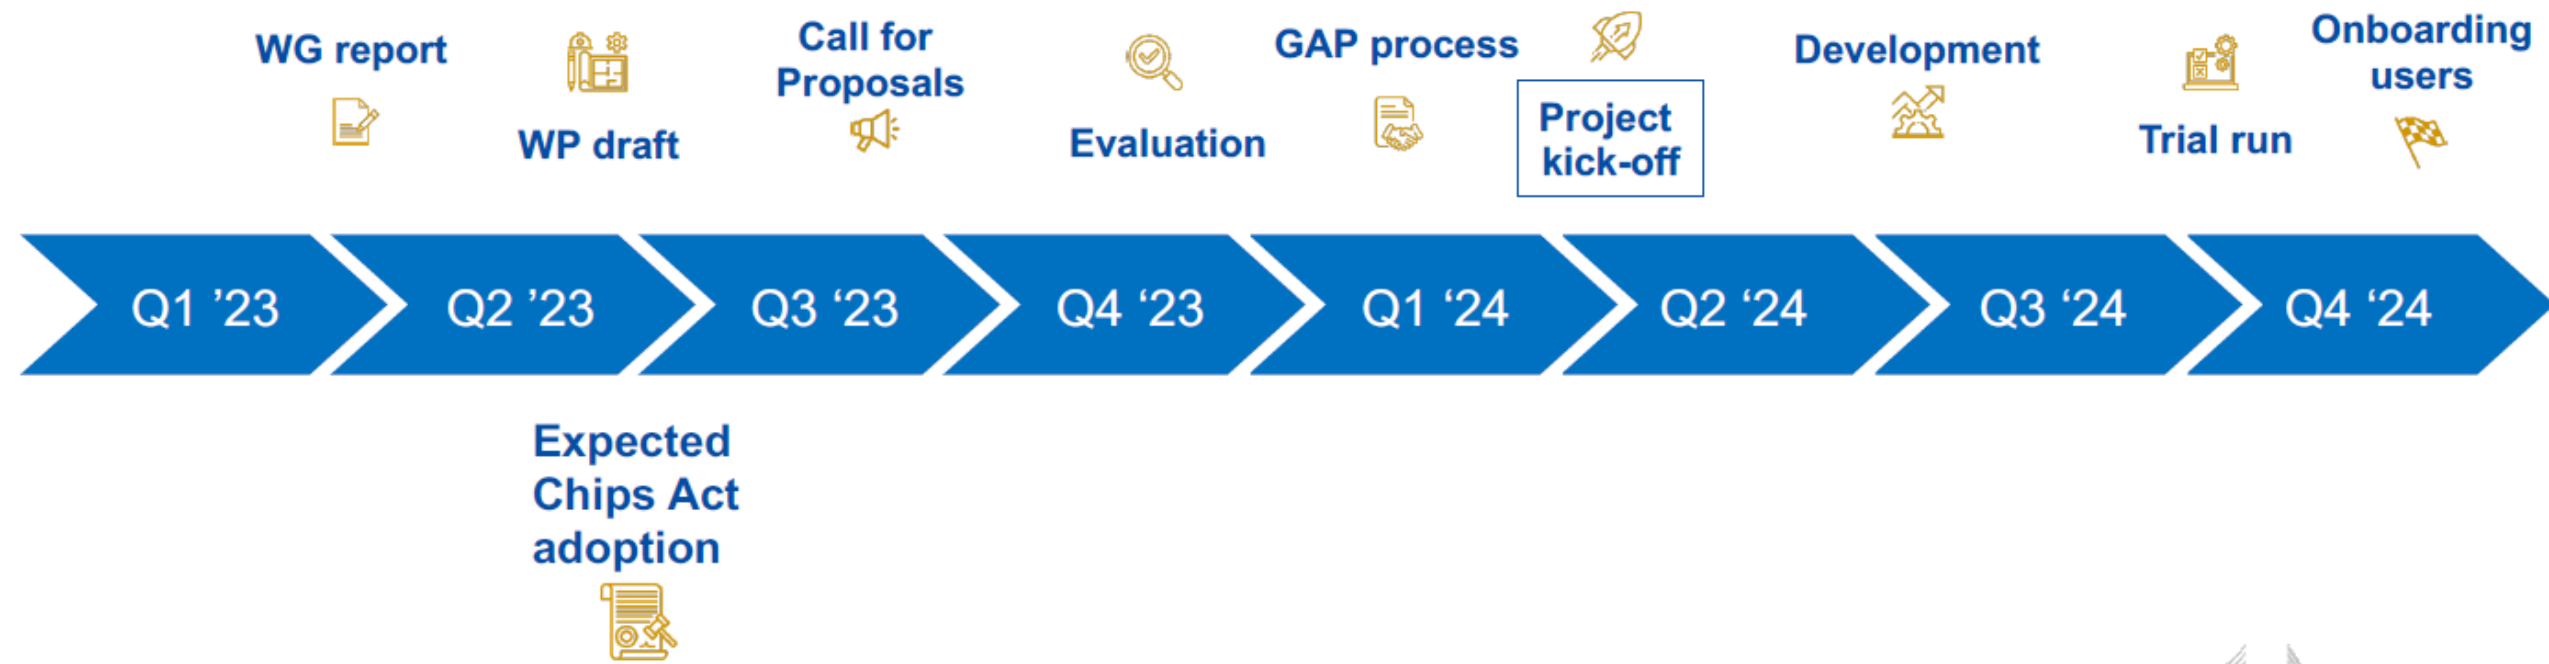 WG report
WP draft
Call for
Proposals
Evaluation
GAP process
Project
kick-off
Development
Trial run
Onboarding
users
Q1 ’23
Q2 ’23
Q3 ‘23
Q4 ‘23
Q1 ‘24
Q2 ‘24
Q3 ‘24
Q4 ‘24
Expected
Chips Act
adoption